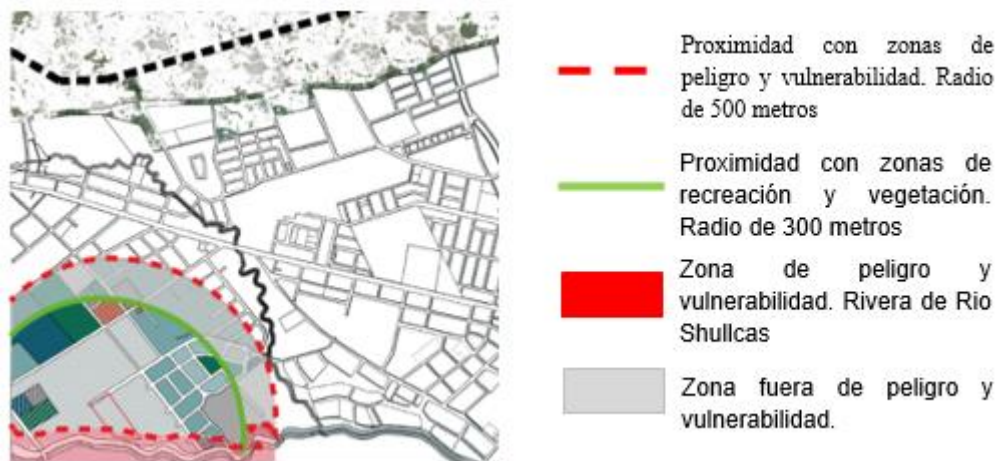 Proximidad con zonas de
peligro y vulnerabilidad. Radio
de 500 metros
Proximidad con zonas de
recreación y vegetación.
Radio de 300 metros
Zona de peligro y
vulnerabilidad. Rivera de Rio
Shullcas
Zona fuera de peligro y
vulnerabilidad.